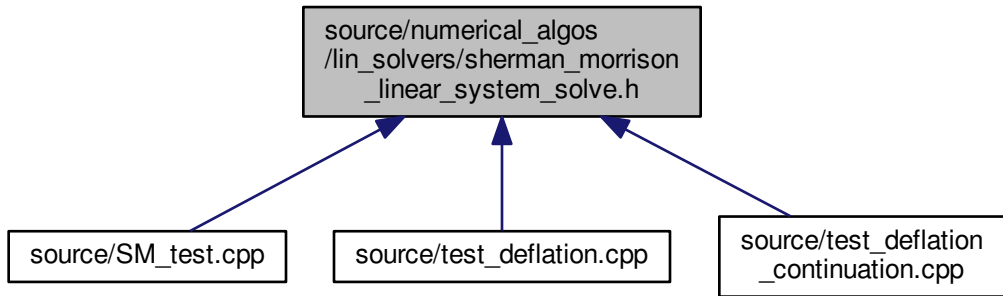 source/numerical_algos
/lin_solvers/sherman_morrison
_linear_system_solve.h
source/SM_test.cpp
source/test_deflation.cpp
source/test_deflation
_continuation.cpp